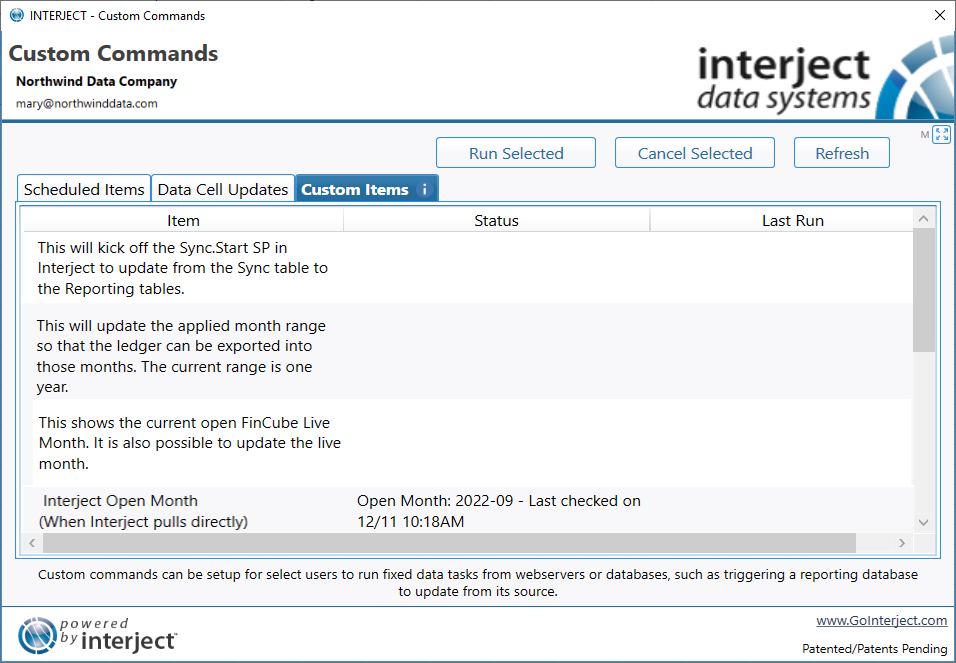 INTERJECT - Custom Commands
Custom Commands
Northwind Data Company
mary@northwinddata.com
interject
data systems
M
Run Selected
Cancel Selected
Refresh
Scheduled Items
Data Cell Updates
Custom Items i
Item
Status
Last Run
This will kick off the Sync.Start SP in
Interject to update from the Sync table to
the Reporting tables.
This will update the applied month range
so that the ledger can be exported into
those months. The current range is one
year.
This shows the current open FinCube Live
Month. It is also possible to update the live
month.
Interject Open Month
(When Interject pulls directly)
Open Month: 2022-09 - Last checked on
12/11 10:18AM
Custom commands can be setup for select users to run fixed data tasks from webservers or databases, such as triggering a reporting database
to update from its source.
powered
by interject™
www.GoInterject.com
Patented/Patents Pending